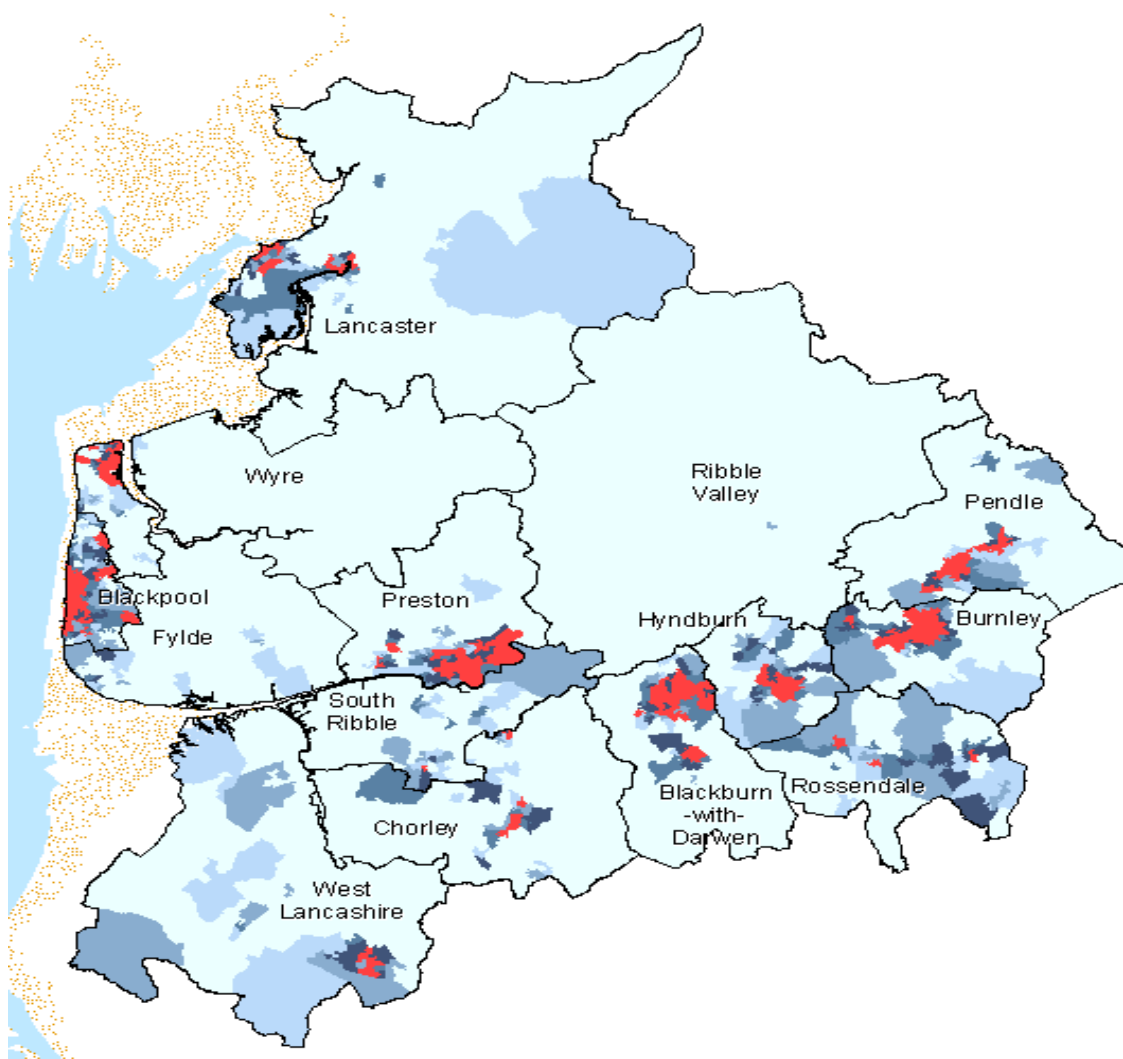 Lancaster
Wyre
Ribble
Valley
Pendle
Blackpool
Preston
Hyndburn
Burnley
Fylde
South
Ribble
Rossendale
Blackburn
-with-
Darwen
Chorley
West
Lancashire